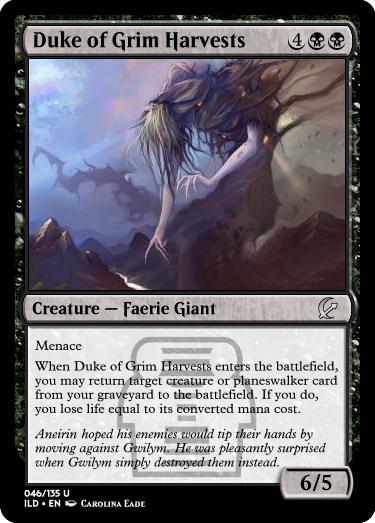 Duke of Grim Harvests 4
Creature — Faerie Giant
Menace
When Duke of Grim Harvests enters the battlefield,
you may return target creature or planeswalker card
from your graveyard to the battlefield. If you do,
you lose life equal to its converted mana cost.
Aneirin hoped his enemies would tip their hands by
moving against Gwilym. He was pleasantly surprised
when Gwilym simply destroyed them instead.
6/5
046/135 U
ILD • EN Carolina Eade